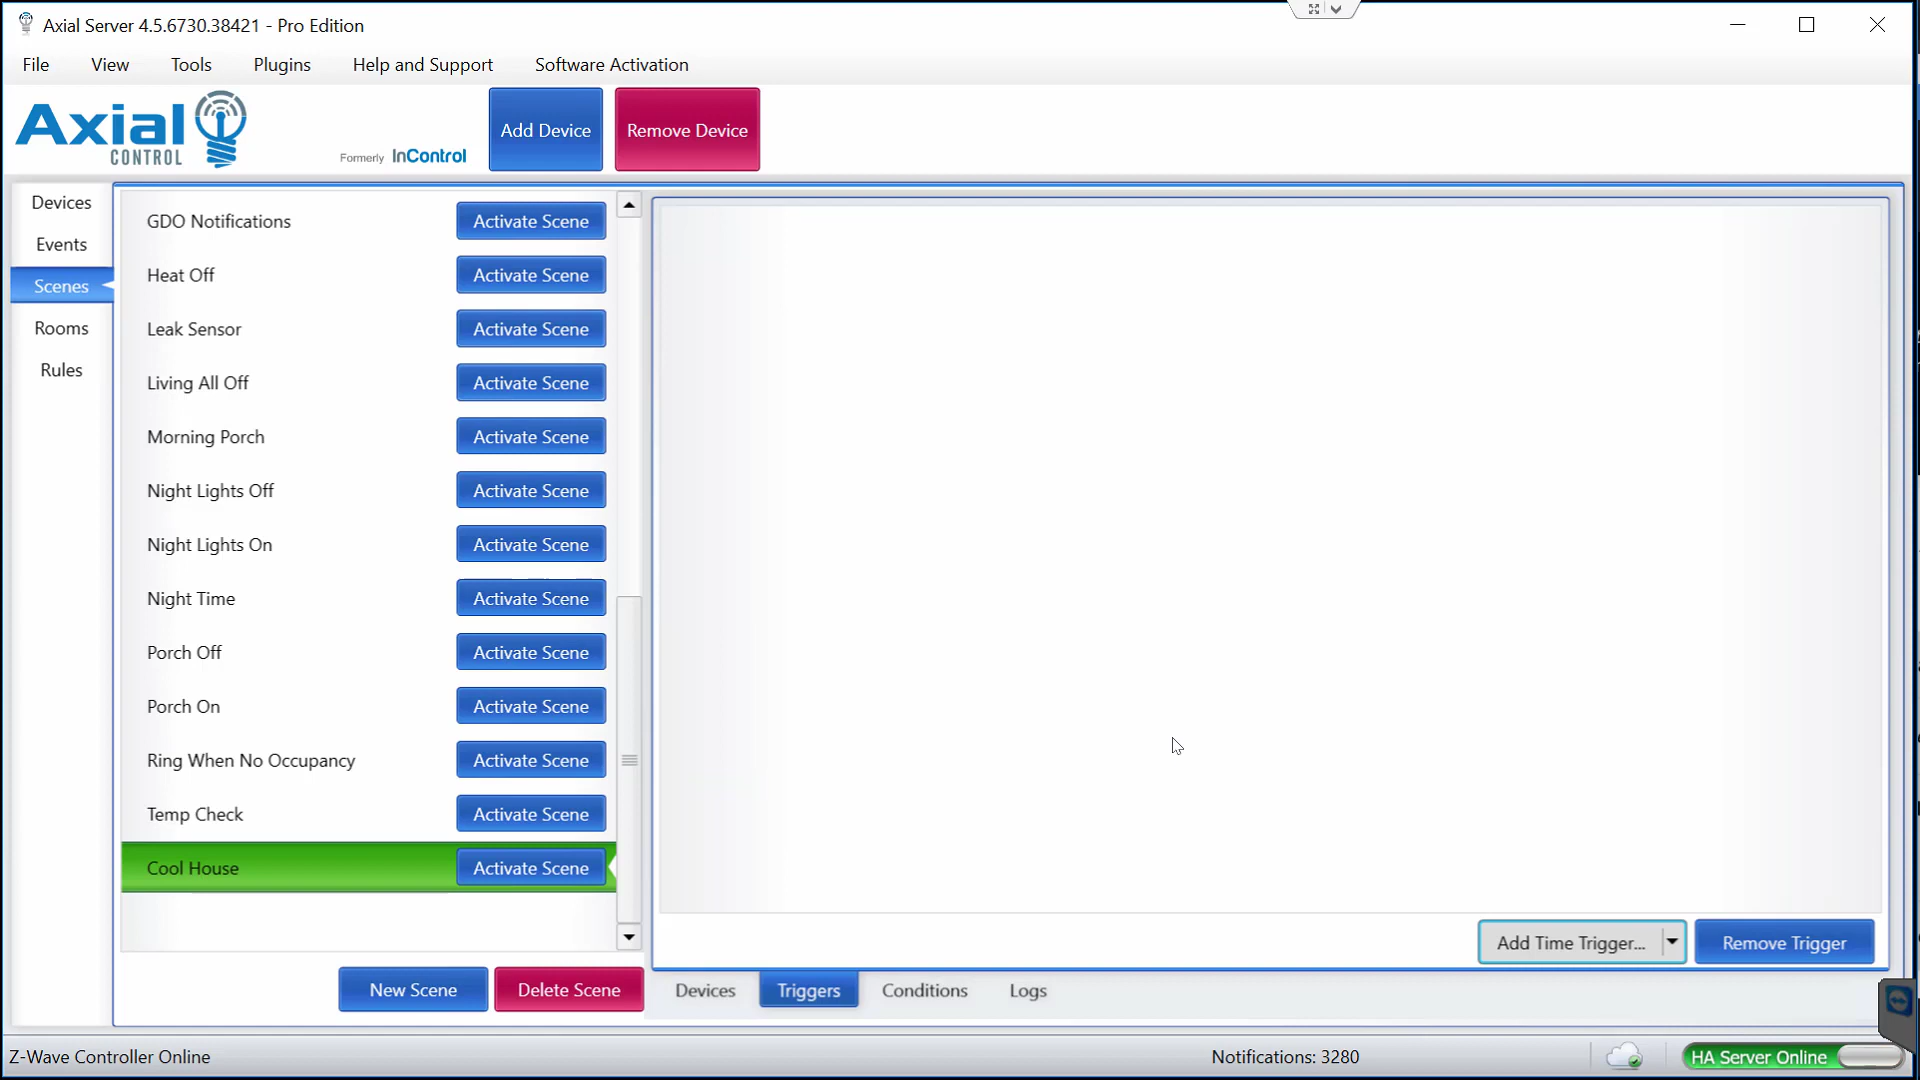 Axial Server 4.5.6730.38421 - Pro Edition
File View Tools Plugins Help and Support Software Activation
Axial
CONTROL
Formerly InControl
Add Device Remove Device
Devices
Events
Scenes
Rooms
Rules
GDO Notifications Activate Scene
Heat Off Activate Scene
Leak Sensor Activate Scene
Living All Off Activate Scene
Morning Porch Activate Scene
Night Lights Off Activate Scene
Night Lights On Activate Scene
Night Time Activate Scene
Porch Off Activate Scene
Porch On Activate Scene
Ring When No Occupancy Activate Scene
Temp Check Activate Scene
Cool House Activate Scene
New Scene Delete Scene
Add Time Trigger... Remove Trigger
Devices Triggers Conditions Logs
Z-Wave Controller Online Notifications: 3280 HA Server Online